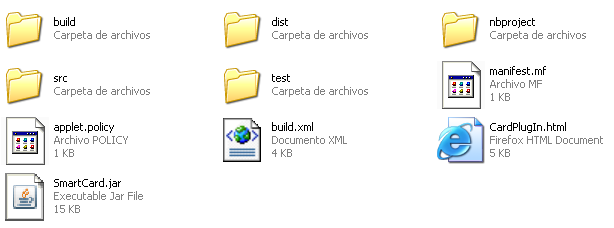 build
Carpeta de archivos
dist
Carpeta de archivos
nbproject
Carpeta de archivos
src
Carpeta de archivos
test
Carpeta de archivos
manifest.mf
Archivo MF
1 KB
applet.policy
Archivo POLICY
1 KB
build.xml
Documento XML
4 KB
CardPlugIn.html
Firefox HTML Document
5 KB
SmartCard.jar
Executable Jar File
15 KB